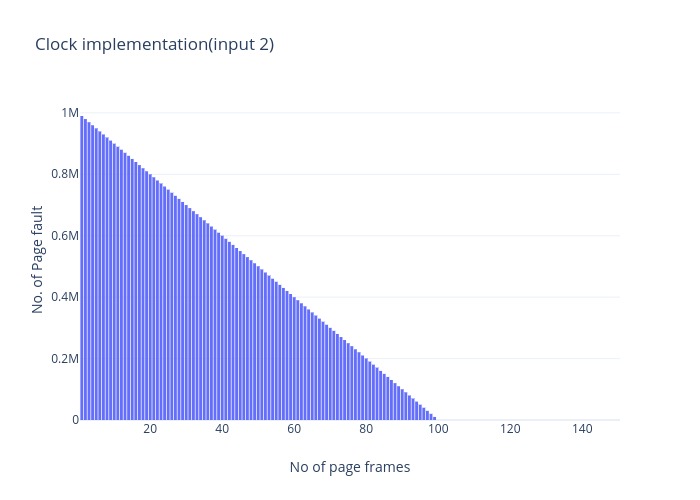 Clock implementation(input 2)
1M
0.8M
0.6M
0.4M
0.2M
0
No. of Page fault
20
40
60
80
100
120
140
No of page frames